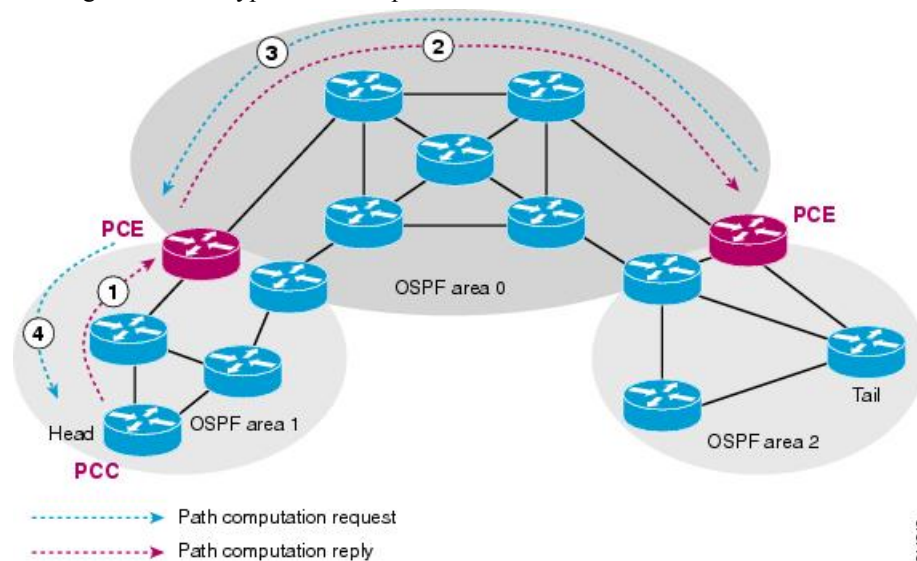 3
2
PCE
PCE
1
OSPF area 0
4
Tail
Head
OSPF area 1
OSPF area 2
PCC
Path computation request
Path computation reply